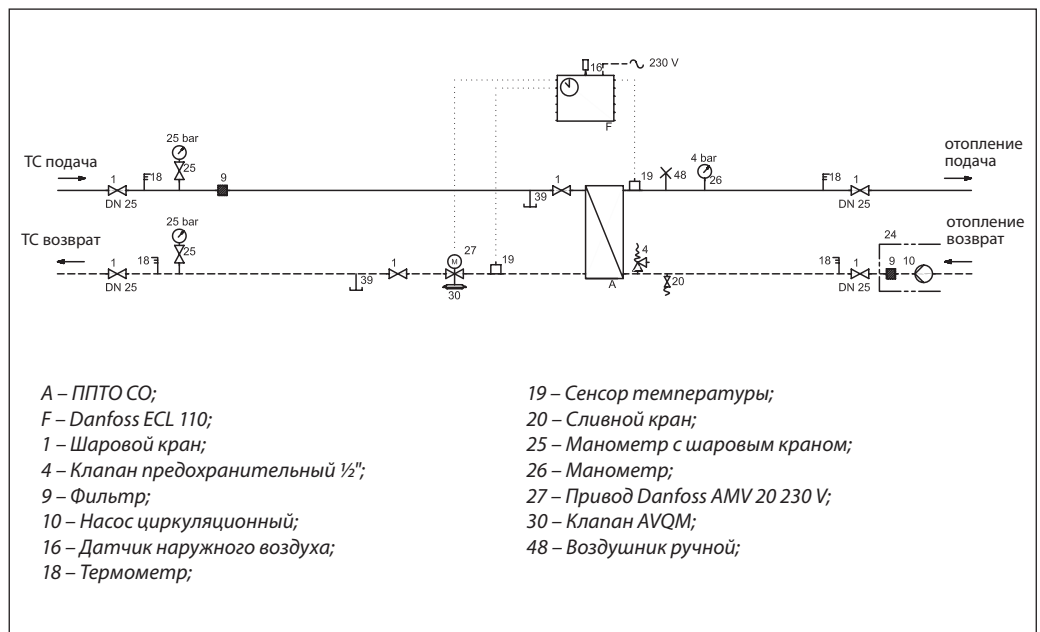 16
230 V
F
25 bar
4 bar
ТС подача
отопление
подача
1
18
25
9
1
19
48
26
18
1
DN 25
39
DN 25
25 bar
ТС возврат
отопление
возврат
27
4
24
1
18
25
1
M
19
18
1
9
10
DN 25
39
30
A
20
DN 25
A – ППТО СО;
F – Danfoss ECL 110;
1 – Шаровой кран;
4 – Клапан предохранительный ½";
9 – Фильтр;
10 – Насос циркуляционный;
16 – Датчик наружного воздуха;
18 – Термометр;
19 – Сенсор температуры;
20 – Сливной кран;
25 – Манометр с шаровым краном;
26 – Манометр;
27 – Привод Danfoss AMV 20 230 V;
30 – Клапан AVQM;
48 – Воздушник ручной;